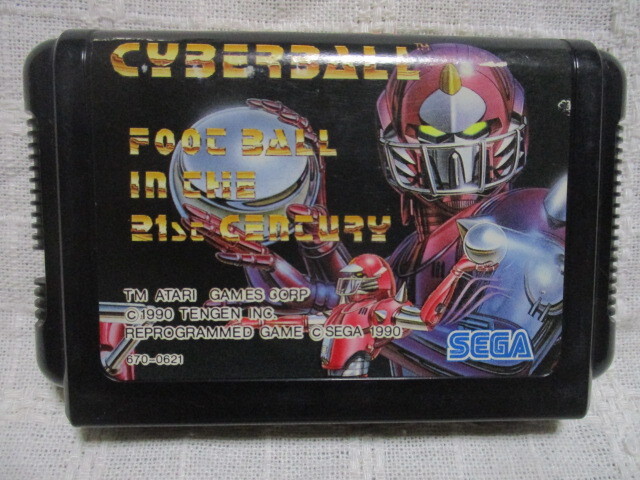 CYBERBALL™
FOOT BALL
IN THE
21ST CENTURY
TM ATARI GAMES CORP
© 1990 TENGEN INC.
REPROGRAMMED GAME © SEGA 1990
670-0621
SEGA